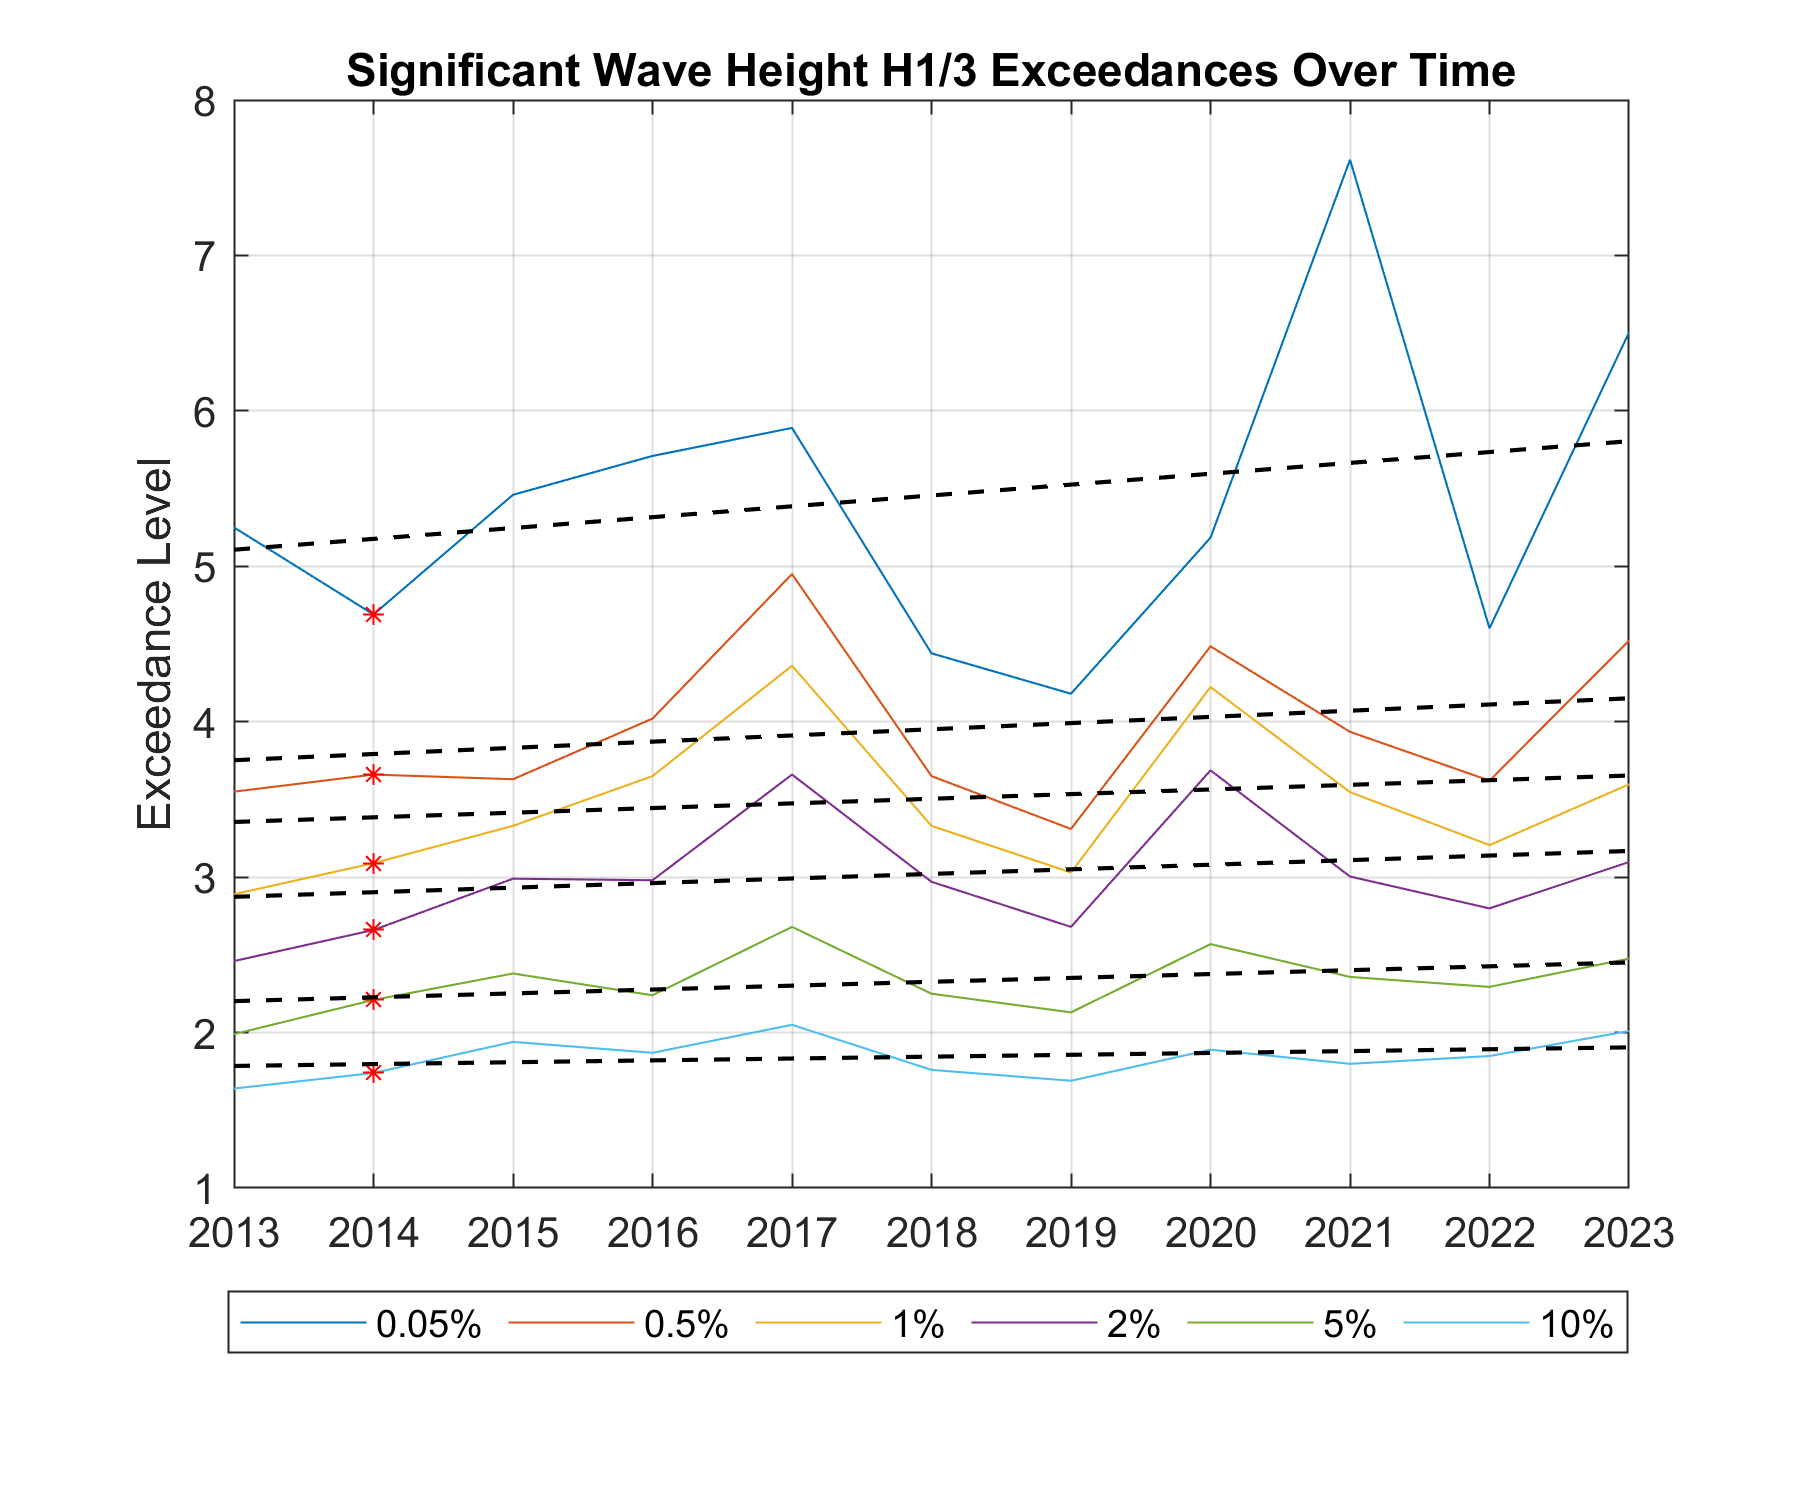 Significant Wave Height H1/3 Exceedances Over Time
8
7
6
5
4
3
2
1
Exceedance Level
2013 2014 2015 2016 2017 2018 2019 2020 2021 2022 2023
0.05% 0.5% 1% 2% 5% 10%